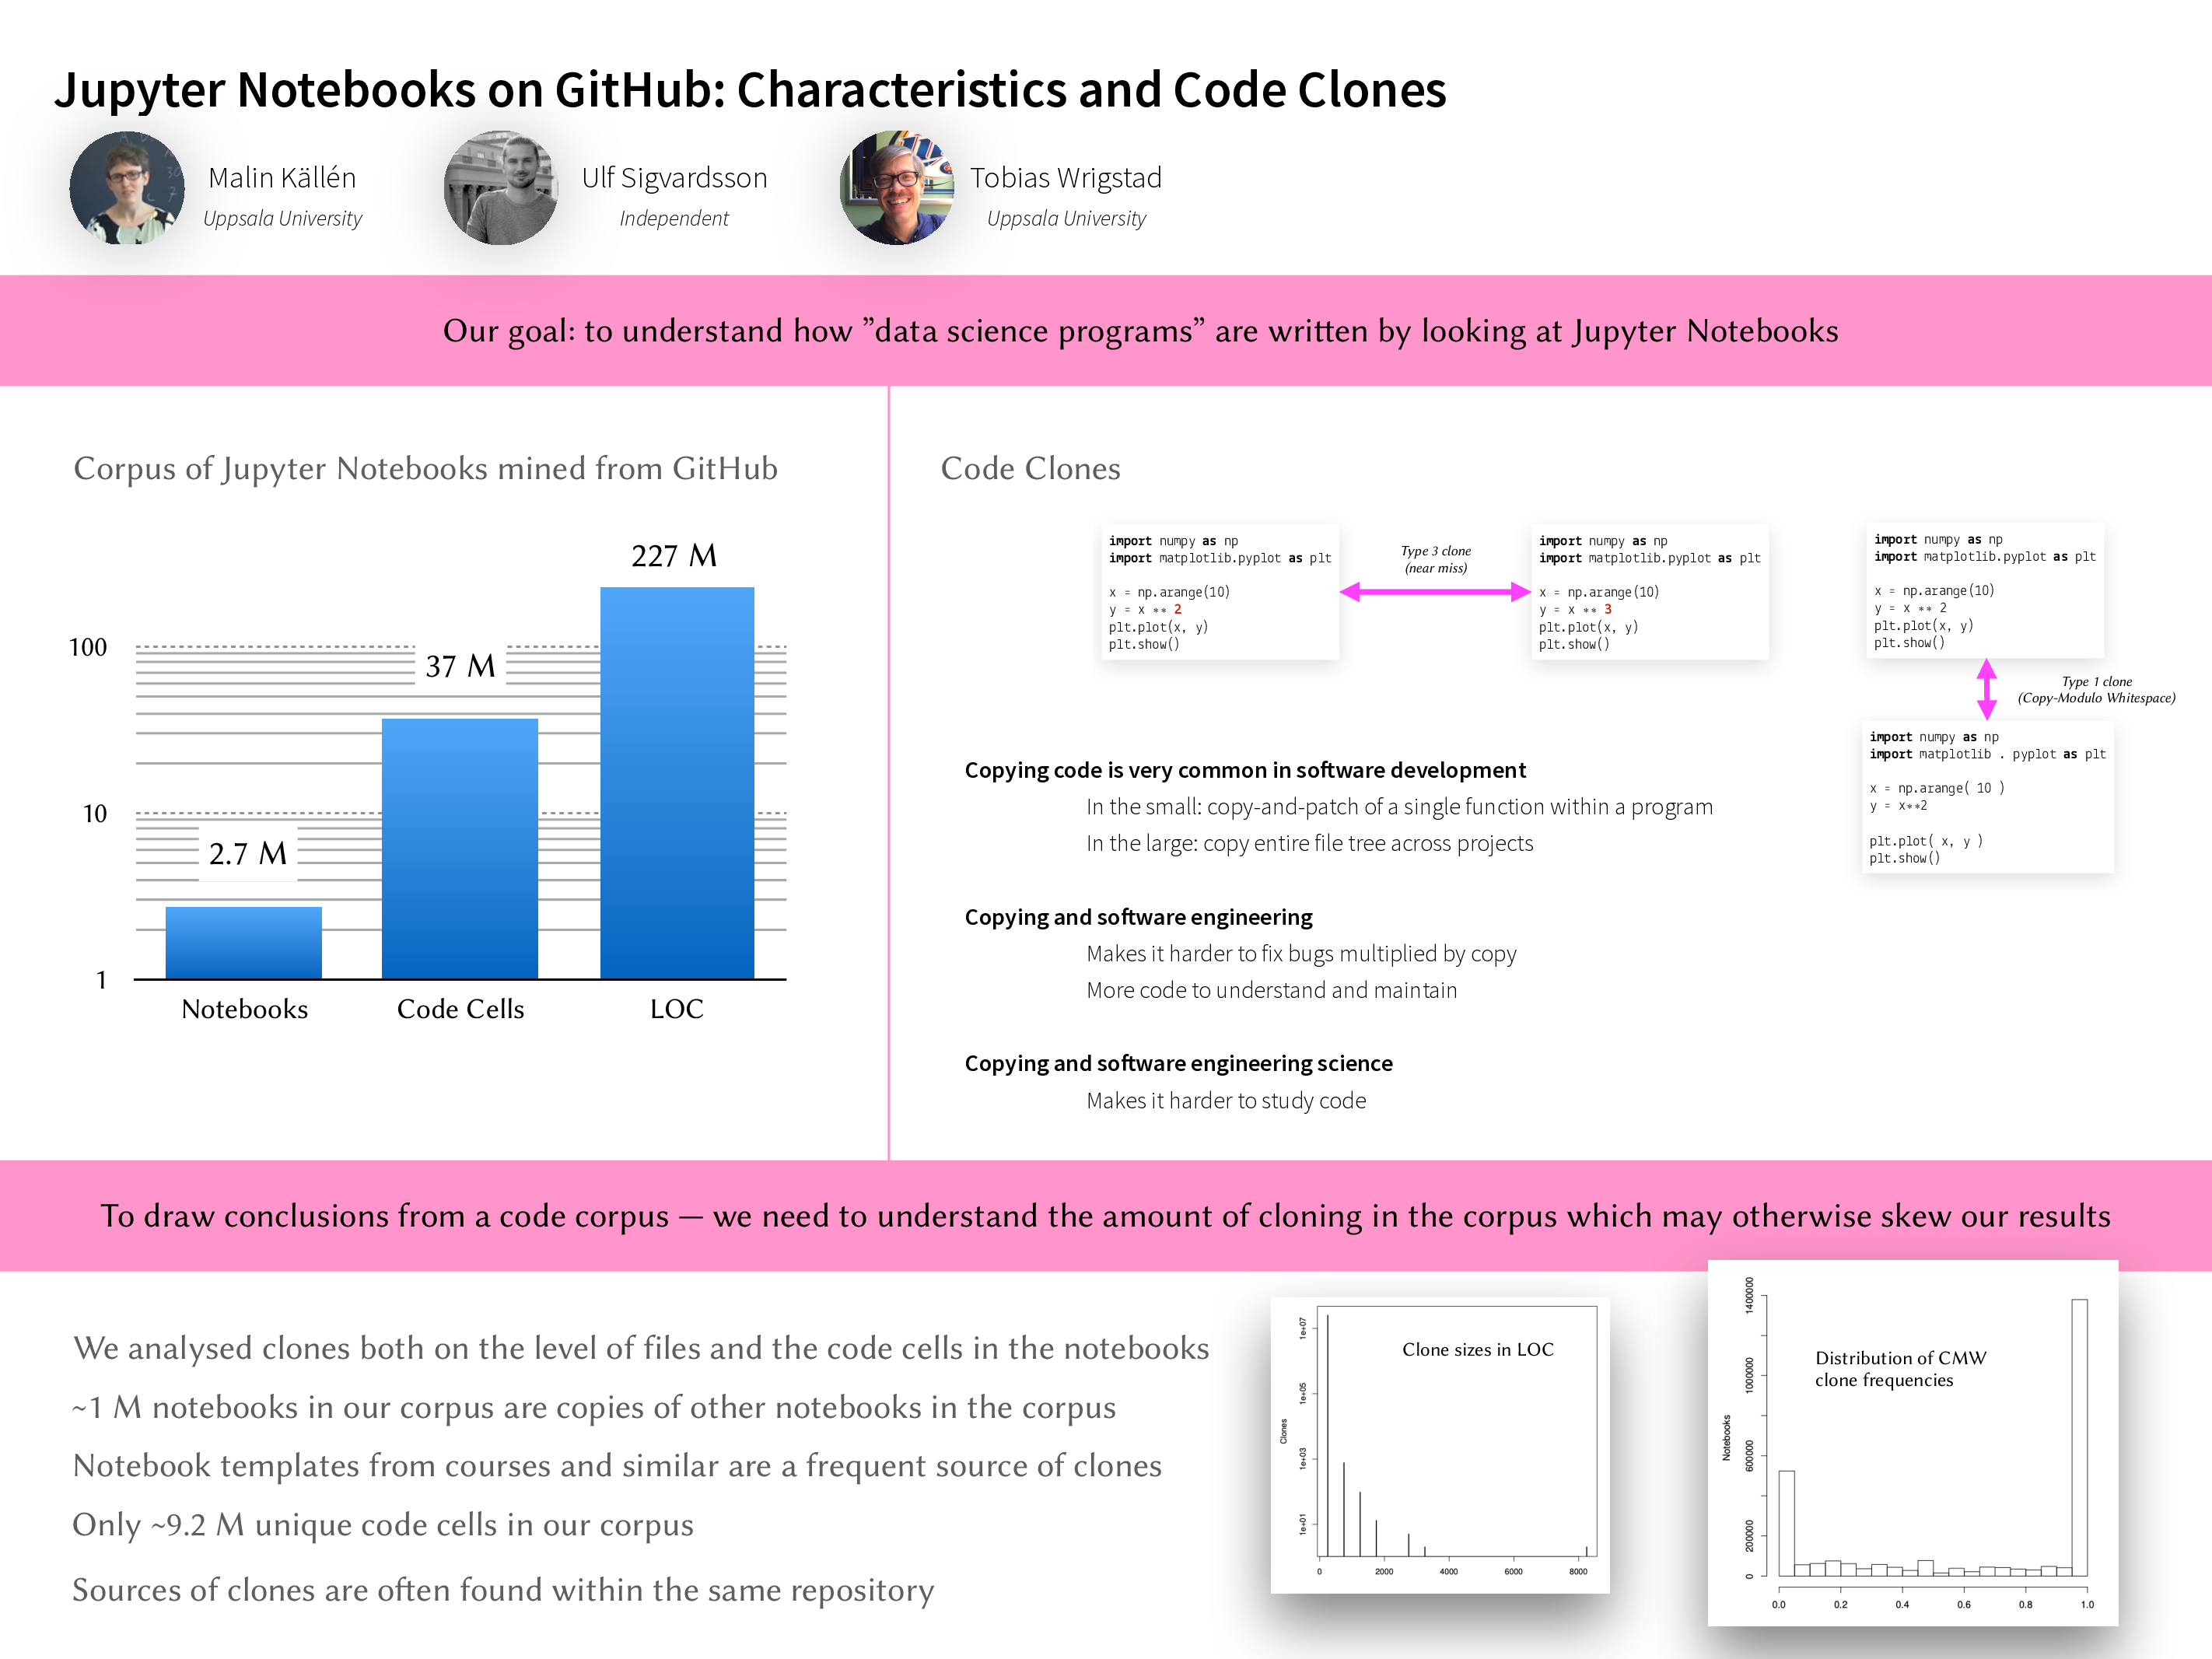 Jupyter Notebooks on GitHub: Characteristics and Code Clones
Malin Källén
Uppsala University
Ulf Sigvardsson
Independent
Tobias Wrigstad
Uppsala University
Our goal: to understand how ”data science programs” are written by looking at Jupyter Notebooks
Corpus of Jupyter Notebooks mined from GitHub
227 M
100
37 M
10
2.7 M
1
Notebooks
Code Cells
LOC
Code Clones
import numpy as np
import matplotlib.pyplot as plt
x = np.arange(10)
y = x ** 2
plt.plot(x, y)
plt.show()
Type 3 clone
(near miss)
import numpy as np
import matplotlib.pyplot as plt
x = np.arange(10)
y = x ** 3
plt.plot(x, y)
plt.show()
import numpy as np
import matplotlib.pyplot as plt
x = np.arange(10)
y = x ** 2
plt.plot(x, y)
plt.show()
Type 1 clone
(Copy-Modulo Whitespace)
import numpy as np
import matplotlib . pyplot as plt
x = np.arange( 10 )
y = x**2
plt.plot( x, y )
plt.show()
Copying code is very common in software development
In the small: copy-and-patch of a single function within a program
In the large: copy entire file tree across projects
Copying and software engineering
Makes it harder to fix bugs multiplied by copy
More code to understand and maintain
Copying and software engineering science
Makes it harder to study code
To draw conclusions from a code corpus — we need to understand the amount of cloning in the corpus which may otherwise skew our results
We analysed clones both on the level of files and the code cells in the notebooks
~1 M notebooks in our corpus are copies of other notebooks in the corpus
Notebook templates from courses and similar are a frequent source of clones
Only ~9.2 M unique code cells in our corpus
Sources of clones are often found within the same repository
Clone sizes in LOC
Clones
1e+07
1e+05
1e+03
1e+01
0
2000
4000
6000
8000
Distribution of CMW
clone frequencies
Notebooks
1400000
1000000
600000
200000
0
0.0
0.2
0.4
0.6
0.8
1.0